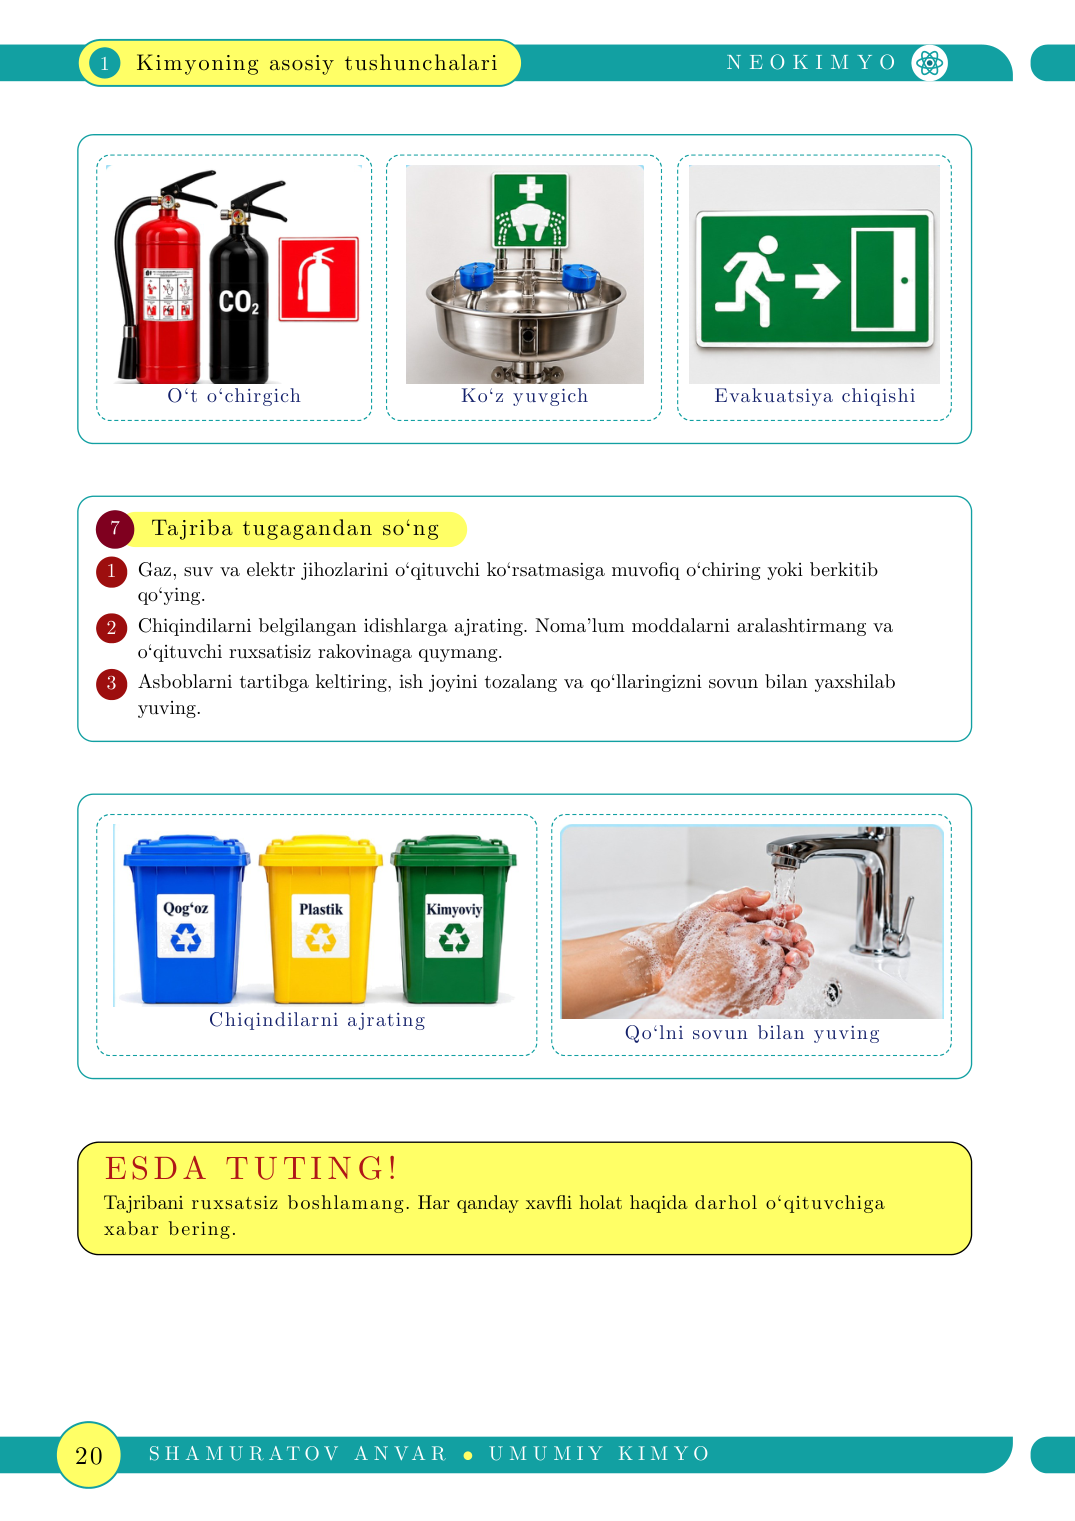 1 Kimyoning asosiy tushunchalari
NEOKIMYO
CO₂
O‘t o‘chirgich
Ko‘z yuvgich
Evakuatsiya chiqishi
7 Tajriba tugagandan so‘ng
1 Gaz, suv va elektr jihozlarini o‘qituvchi ko‘rsatmasiga muvofiq o‘chiring yoki berkitib
qo‘ying.
2 Chiqindilarni belgilangan idishlarga ajrating. Noma’lum moddalarni aralashtirmang va
o‘qituvchi ruxsatisiz rakovinaga quymang.
3 Asboblarni tartibga keltiring, ish joyini tozalang va qo‘llaringizni sovun bilan yaxshilab
yuving.
Qog‘oz
Plastik
Kimyoviy
Chiqindilarni ajrating
Qo‘lni sovun bilan yuving
ESDA TUTING!
Tajribani ruxsatsiz boshlamang. Har qanday xavfli holat haqida darhol o‘qituvchiga
xabar bering.
20
SHAMURATOV ANVAR ● UMUMIY KIMYO